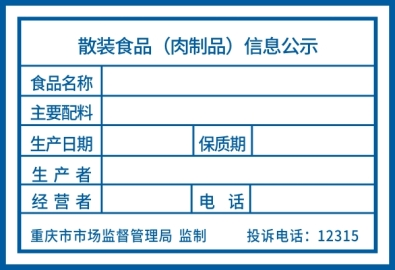 散装食品（肉制品）信息公示
食品名称
主要配料
生产日期 保质期
生产者
经营者 电话
重庆市市场监督管理局 监制 投诉电话：12315